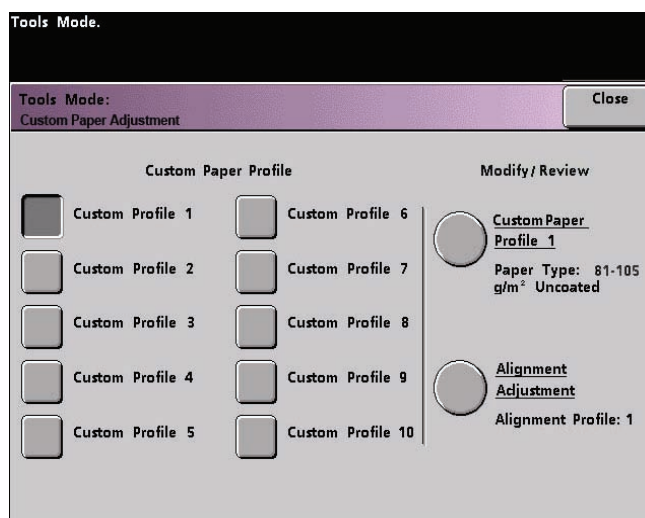 Tools Mode.
Tools Mode:
Close
Custom Paper Adjustment
Custom Paper Profile
Custom Profile 1
Custom Profile 2
Custom Profile 3
Custom Profile 4
Custom Profile 5
Custom Profile 6
Custom Profile 7
Custom Profile 8
Custom Profile 9
Custom Profile 10
Modify / Review
Custom Paper
Profile 1
Paper Type: 81-105
g/m² Uncoated
Alignment
Adjustment
Alignment Profile: 1